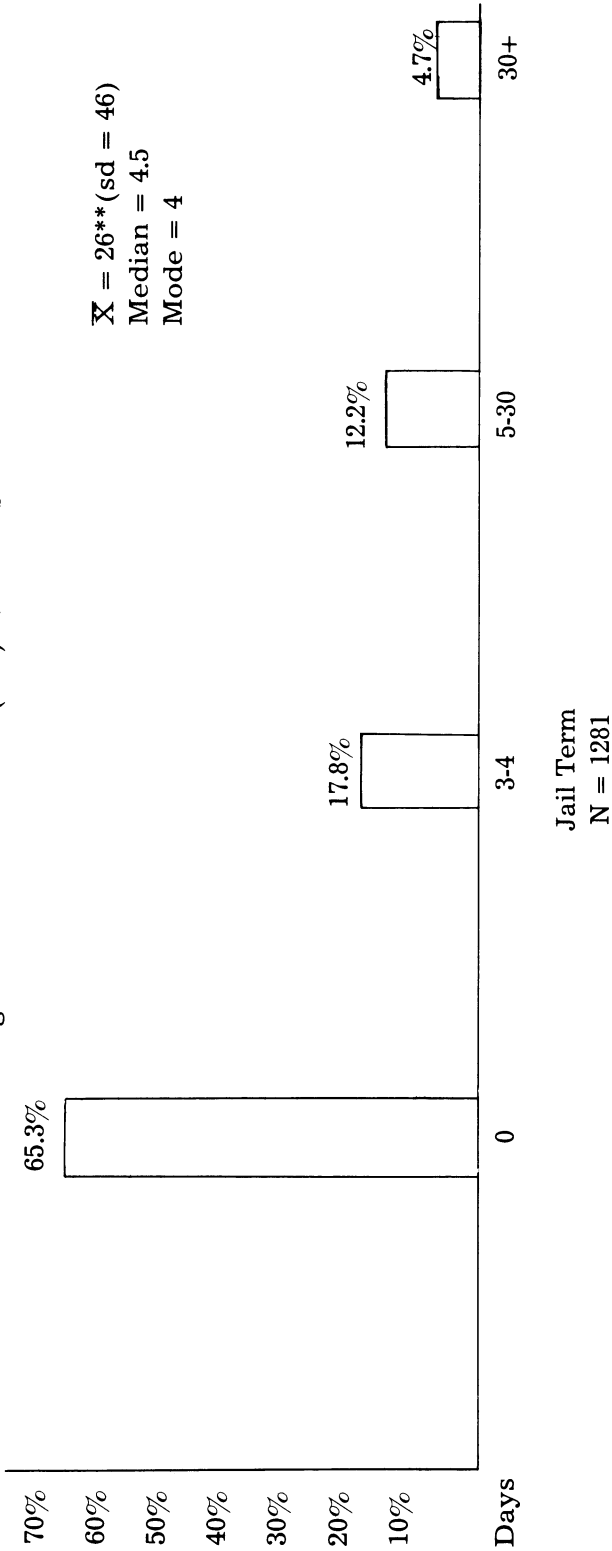 70%
60%
50%
40%
30%
20%
10%
65.3%
17.8%
12.2%
4.7%
X̄ = 26**(sd = 46)
Median = 4.5
Mode = 4
Days
0
3-4
5-30
30+
Jail Term
N = 1281